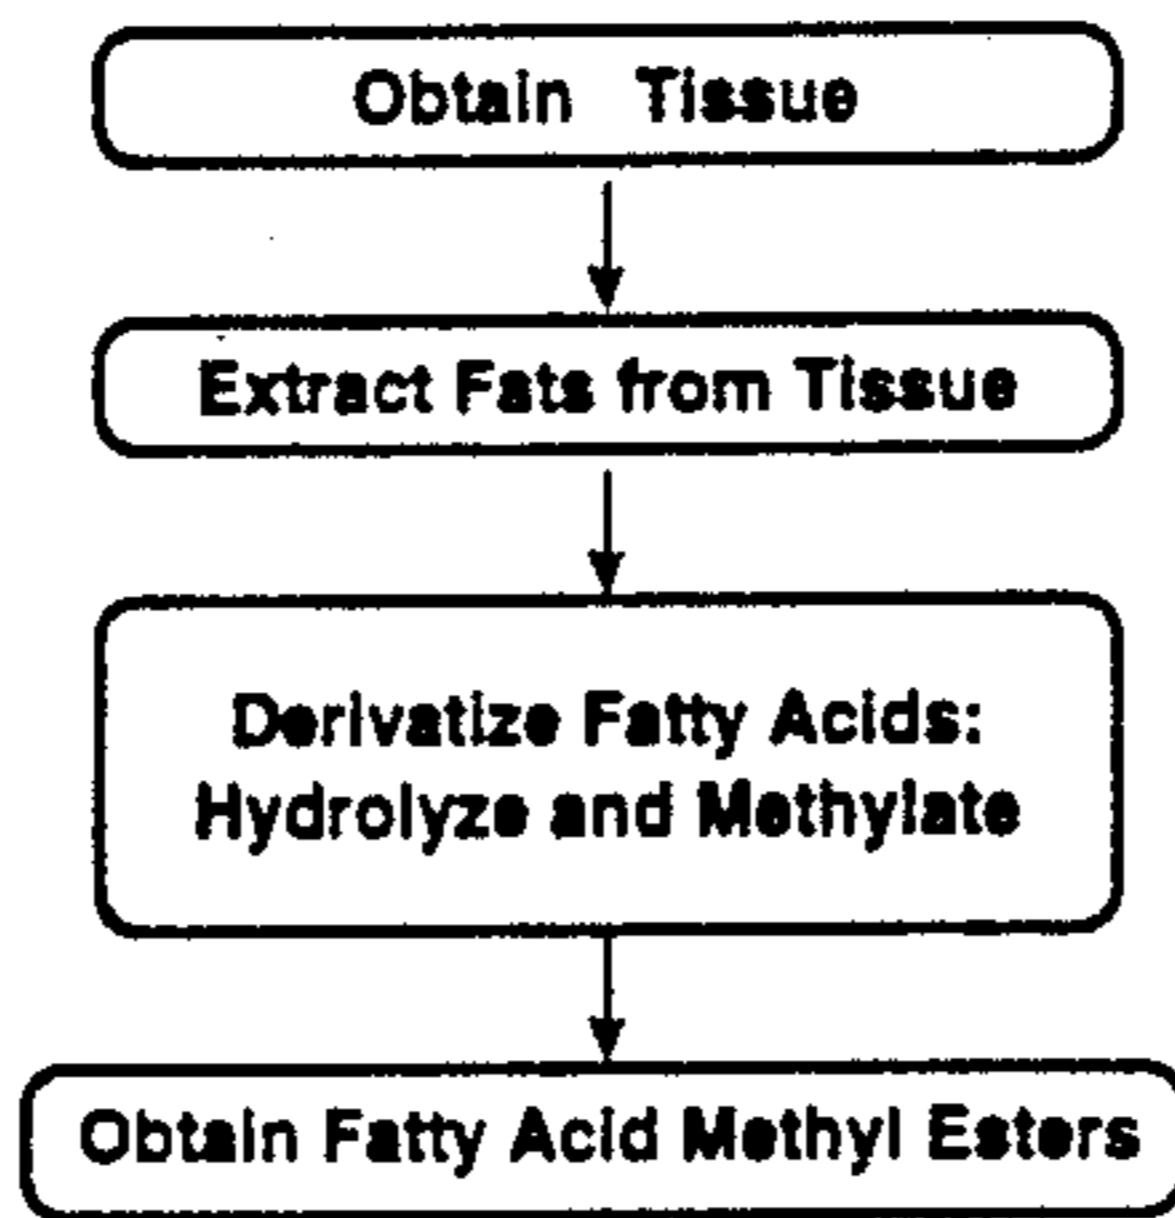 Obtain Tissue
Extract Fats from Tissue
Derivatize Fatty Acids:
Hydrolyze and Methylate
Obtain Fatty Acid Methyl Esters